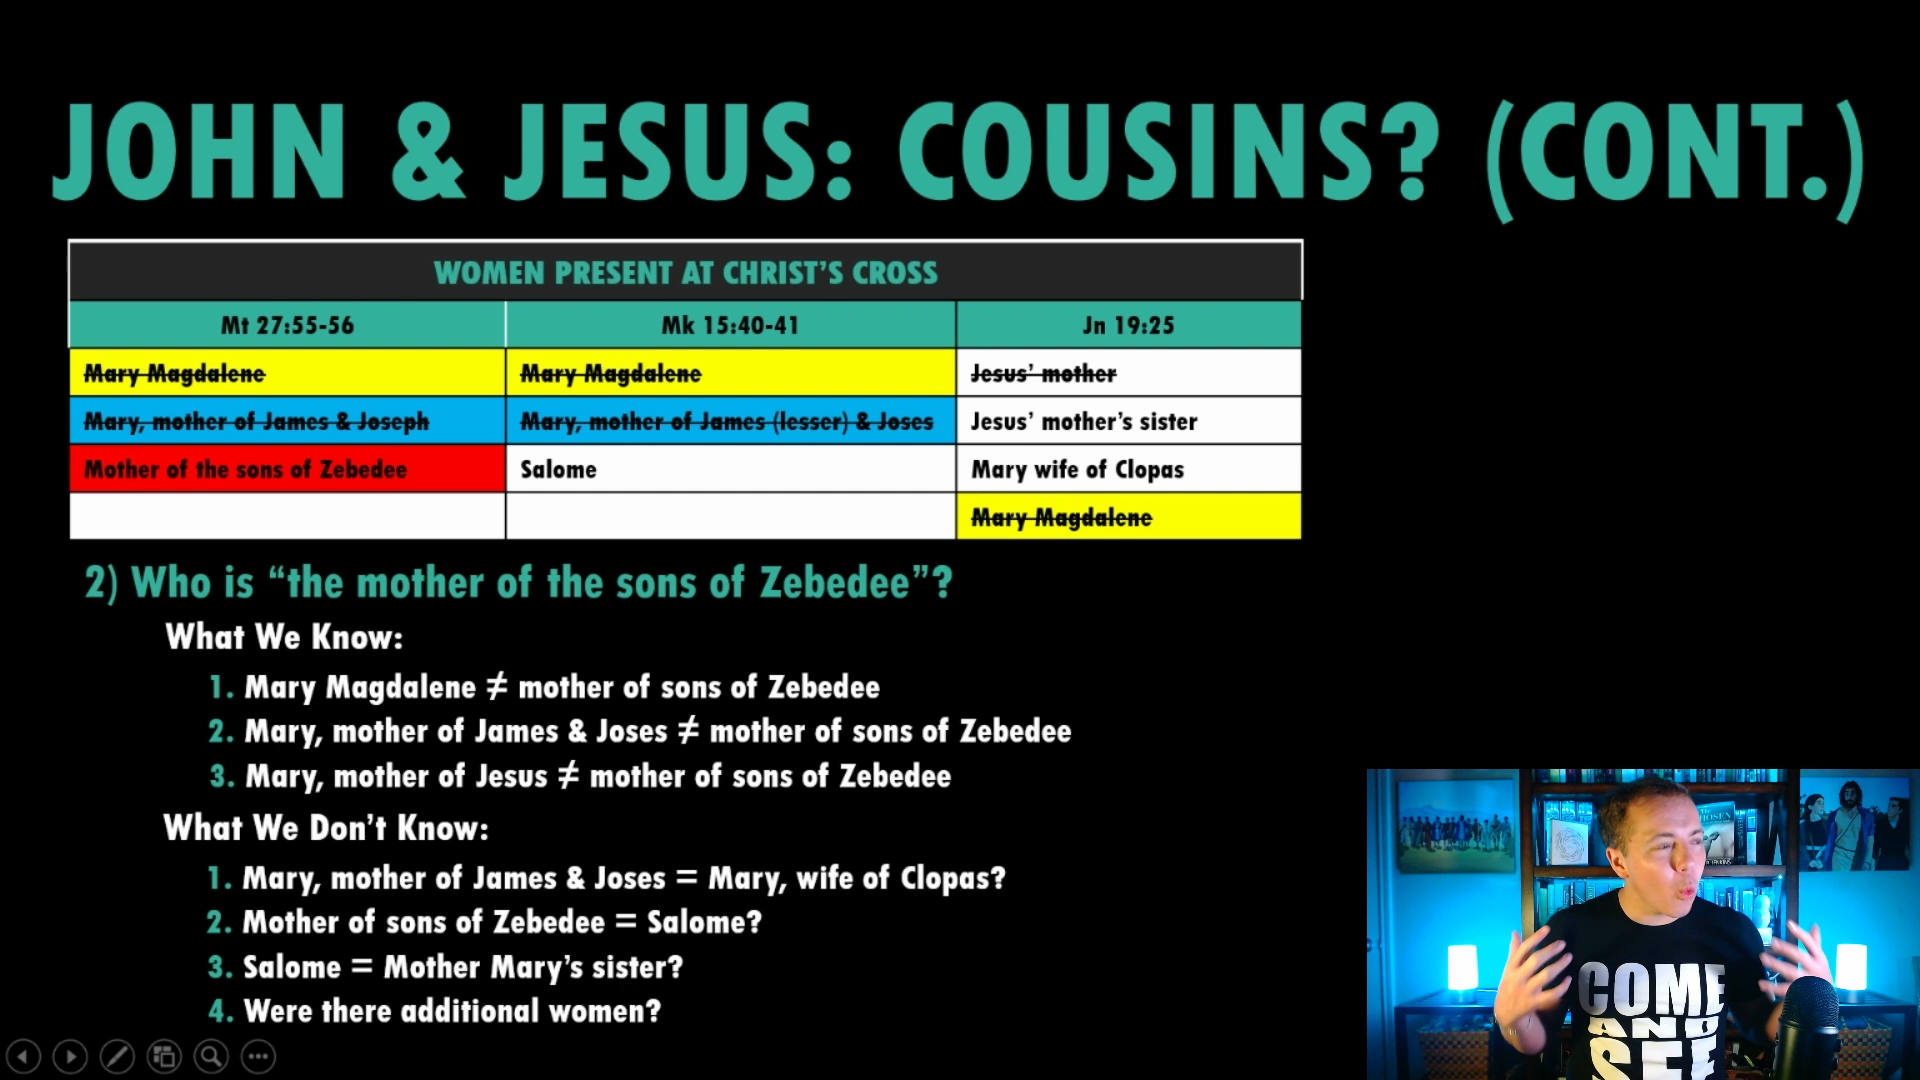 JOHN & JESUS: COUSINS? (CONT.)
WOMEN PRESENT AT CHRIST'S CROSS
Mt 27:55-56 Mk 15:40-41 Jn 19:25
Mary Magdalene Mary Magdalene Jesus' mother
Mary, mother of James & Joseph Mary, mother of James (lesser) & Joses Jesus' mother's sister
Mother of the sons of Zebedee Salome Mary wife of Clopas
Mary Magdalene
2) Who is “the mother of the sons of Zebedee”?
What We Know:
1. Mary Magdalene ≠ mother of sons of Zebedee
2. Mary, mother of James & Joses ≠ mother of sons of Zebedee
3. Mary, mother of Jesus ≠ mother of sons of Zebedee
What We Don't Know:
1. Mary, mother of James & Joses = Mary, wife of Clopas?
2. Mother of sons of Zebedee = Salome?
3. Salome = Mother Mary's sister?
4. Were there additional women?
COME
AND
SEE